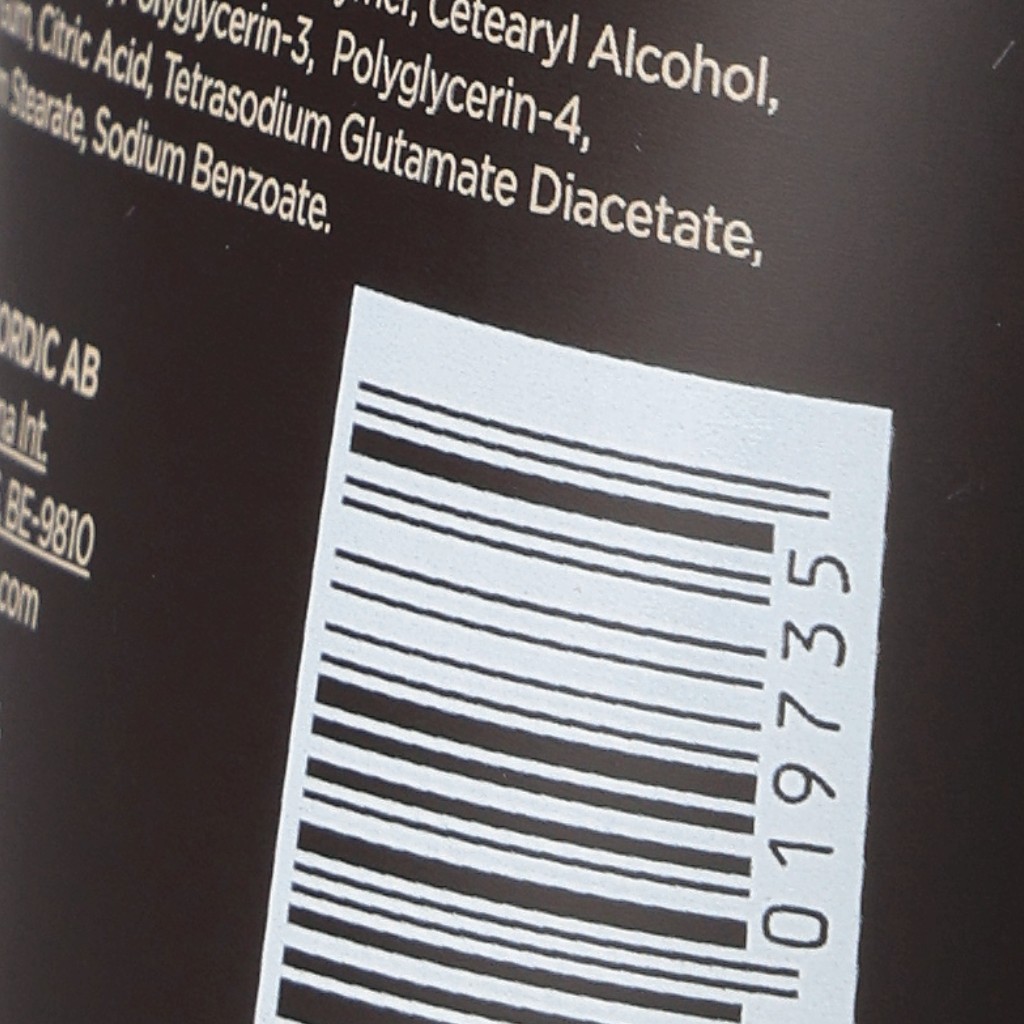 Cetearyl Alcohol,
Polyglycerin-3, Polyglycerin-4,
Citric Acid, Tetrasodium Glutamate Diacetate,
Stearate, Sodium Benzoate.
AB
Int.
BE-9810
.com
019735